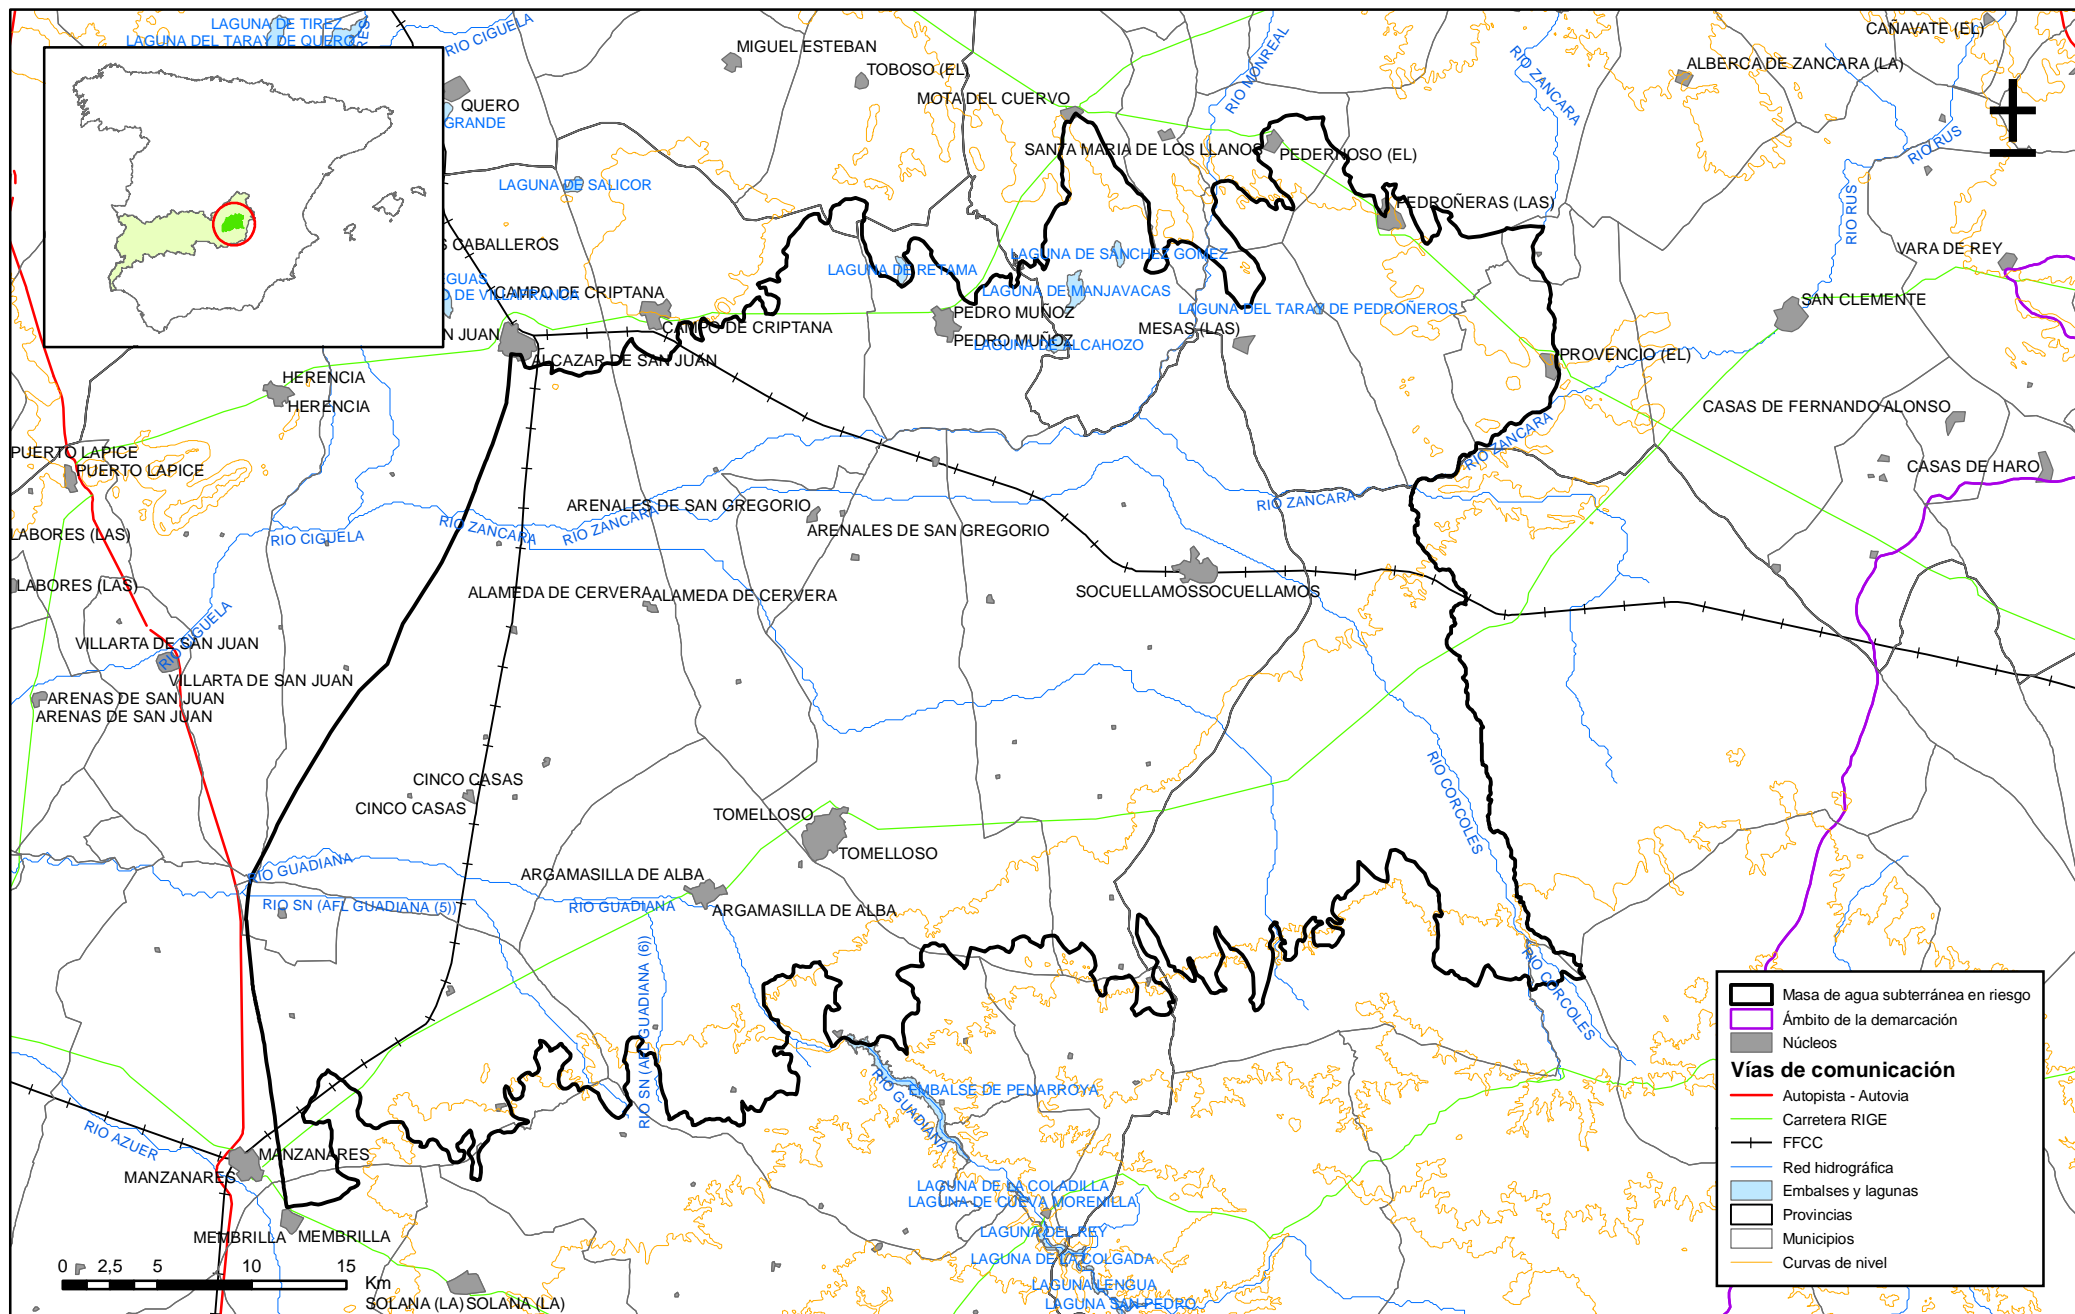 LAGUNA DE TIREZ
LAGUNA DEL TARAY DE QUERO
RIO CIGUELA
MIGUEL ESTEBAN
TOBOSO (EL)
MOTA DEL CUERVO
RIO MONREAL
RIO ZANCARA
CAÑAVATE (EL)
ALBERCA DE ZANCARA (LA)
QUERO
GRANDE
SANTA MARIA DE LOS LLANOS
PEDERNOSO (EL)
RIO RUS
RIO RUS
LAGUNA DE SALICOR
PEDROÑERAS (LAS)
S CABALLEROS
LAGUNA DE SANCHEZ GOMEZ
VARA DE REY
LAGUNA DE RETAMA
EGUAS
O DE VILLAFRANCA
CAMPO DE CRIPTANA
LAGUNA DE MANJAVACAS
SAN CLEMENTE
PEDRO MUÑOZ
LAGUNA DEL TARAY DE PEDROÑEROS
CAMPO DE CRIPTANA
MESAS (LAS)
N JUAN
PEDRO MUÑOZ
LAGUNA DE ALCAHOZO
ALCAZAR DE SAN JUAN
PROVENCIO (EL)
HERENCIA
HERENCIA
CASAS DE FERNANDO ALONSO
RIO ZANCARA
PUERTO LAPICE
PUERTO LAPICE
CASAS DE HARO
RIO ZANCARA
ARENALES DE SAN GREGORIO
RIO ZANCARA
RIO ZANCARA
ARENALES DE SAN GREGORIO
LABORES (LAS)
RIO CIGUELA
LABORES (LAS)
ALAMEDA DE CERVERA
ALAMEDA DE CERVERA
SOCUELLAMOS
SOCUELLAMOS
RIO CIGUELA
VILLARTA DE SAN JUAN
VILLARTA DE SAN JUAN
ARENAS DE SAN JUAN
ARENAS DE SAN JUAN
CINCO CASAS
CINCO CASAS
RIO CORCOLES
TOMELLOSO
TOMELLOSO
RIO GUADIANA
ARGAMASILLA DE ALBA
RIO SN (AFL GUADIANA (5))
RIO GUADIANA
ARGAMASILLA DE ALBA
RIO SN (AFL GUADIANA (6))
RIO CORCOLES
EMBALSE DE PEÑARROYA
RIO GUADIANA
RIO AZUER
MANZANARES
MANZANARES
LAGUNA DE LA COLADILLA
LAGUNA DE CUEVA MORENILLA
MEMBRILLA
MEMBRILLA
LAGUNA DEL REY
LAGUNA DE LA COLGADA
LAGUNA LENGUA
LAGUNA SAN PEDRO
SOLANA (LA)
SOLANA (LA)
0 2,5 5 10 15
Km
Masa de agua subterránea en riesgo
Ámbito de la demarcación
Núcleos
Vías de comunicación
Autopista - Autovia
Carretera RIGE
FFCC
Red hidrográfica
Embalses y lagunas
Provincias
Municipios
Curvas de nivel